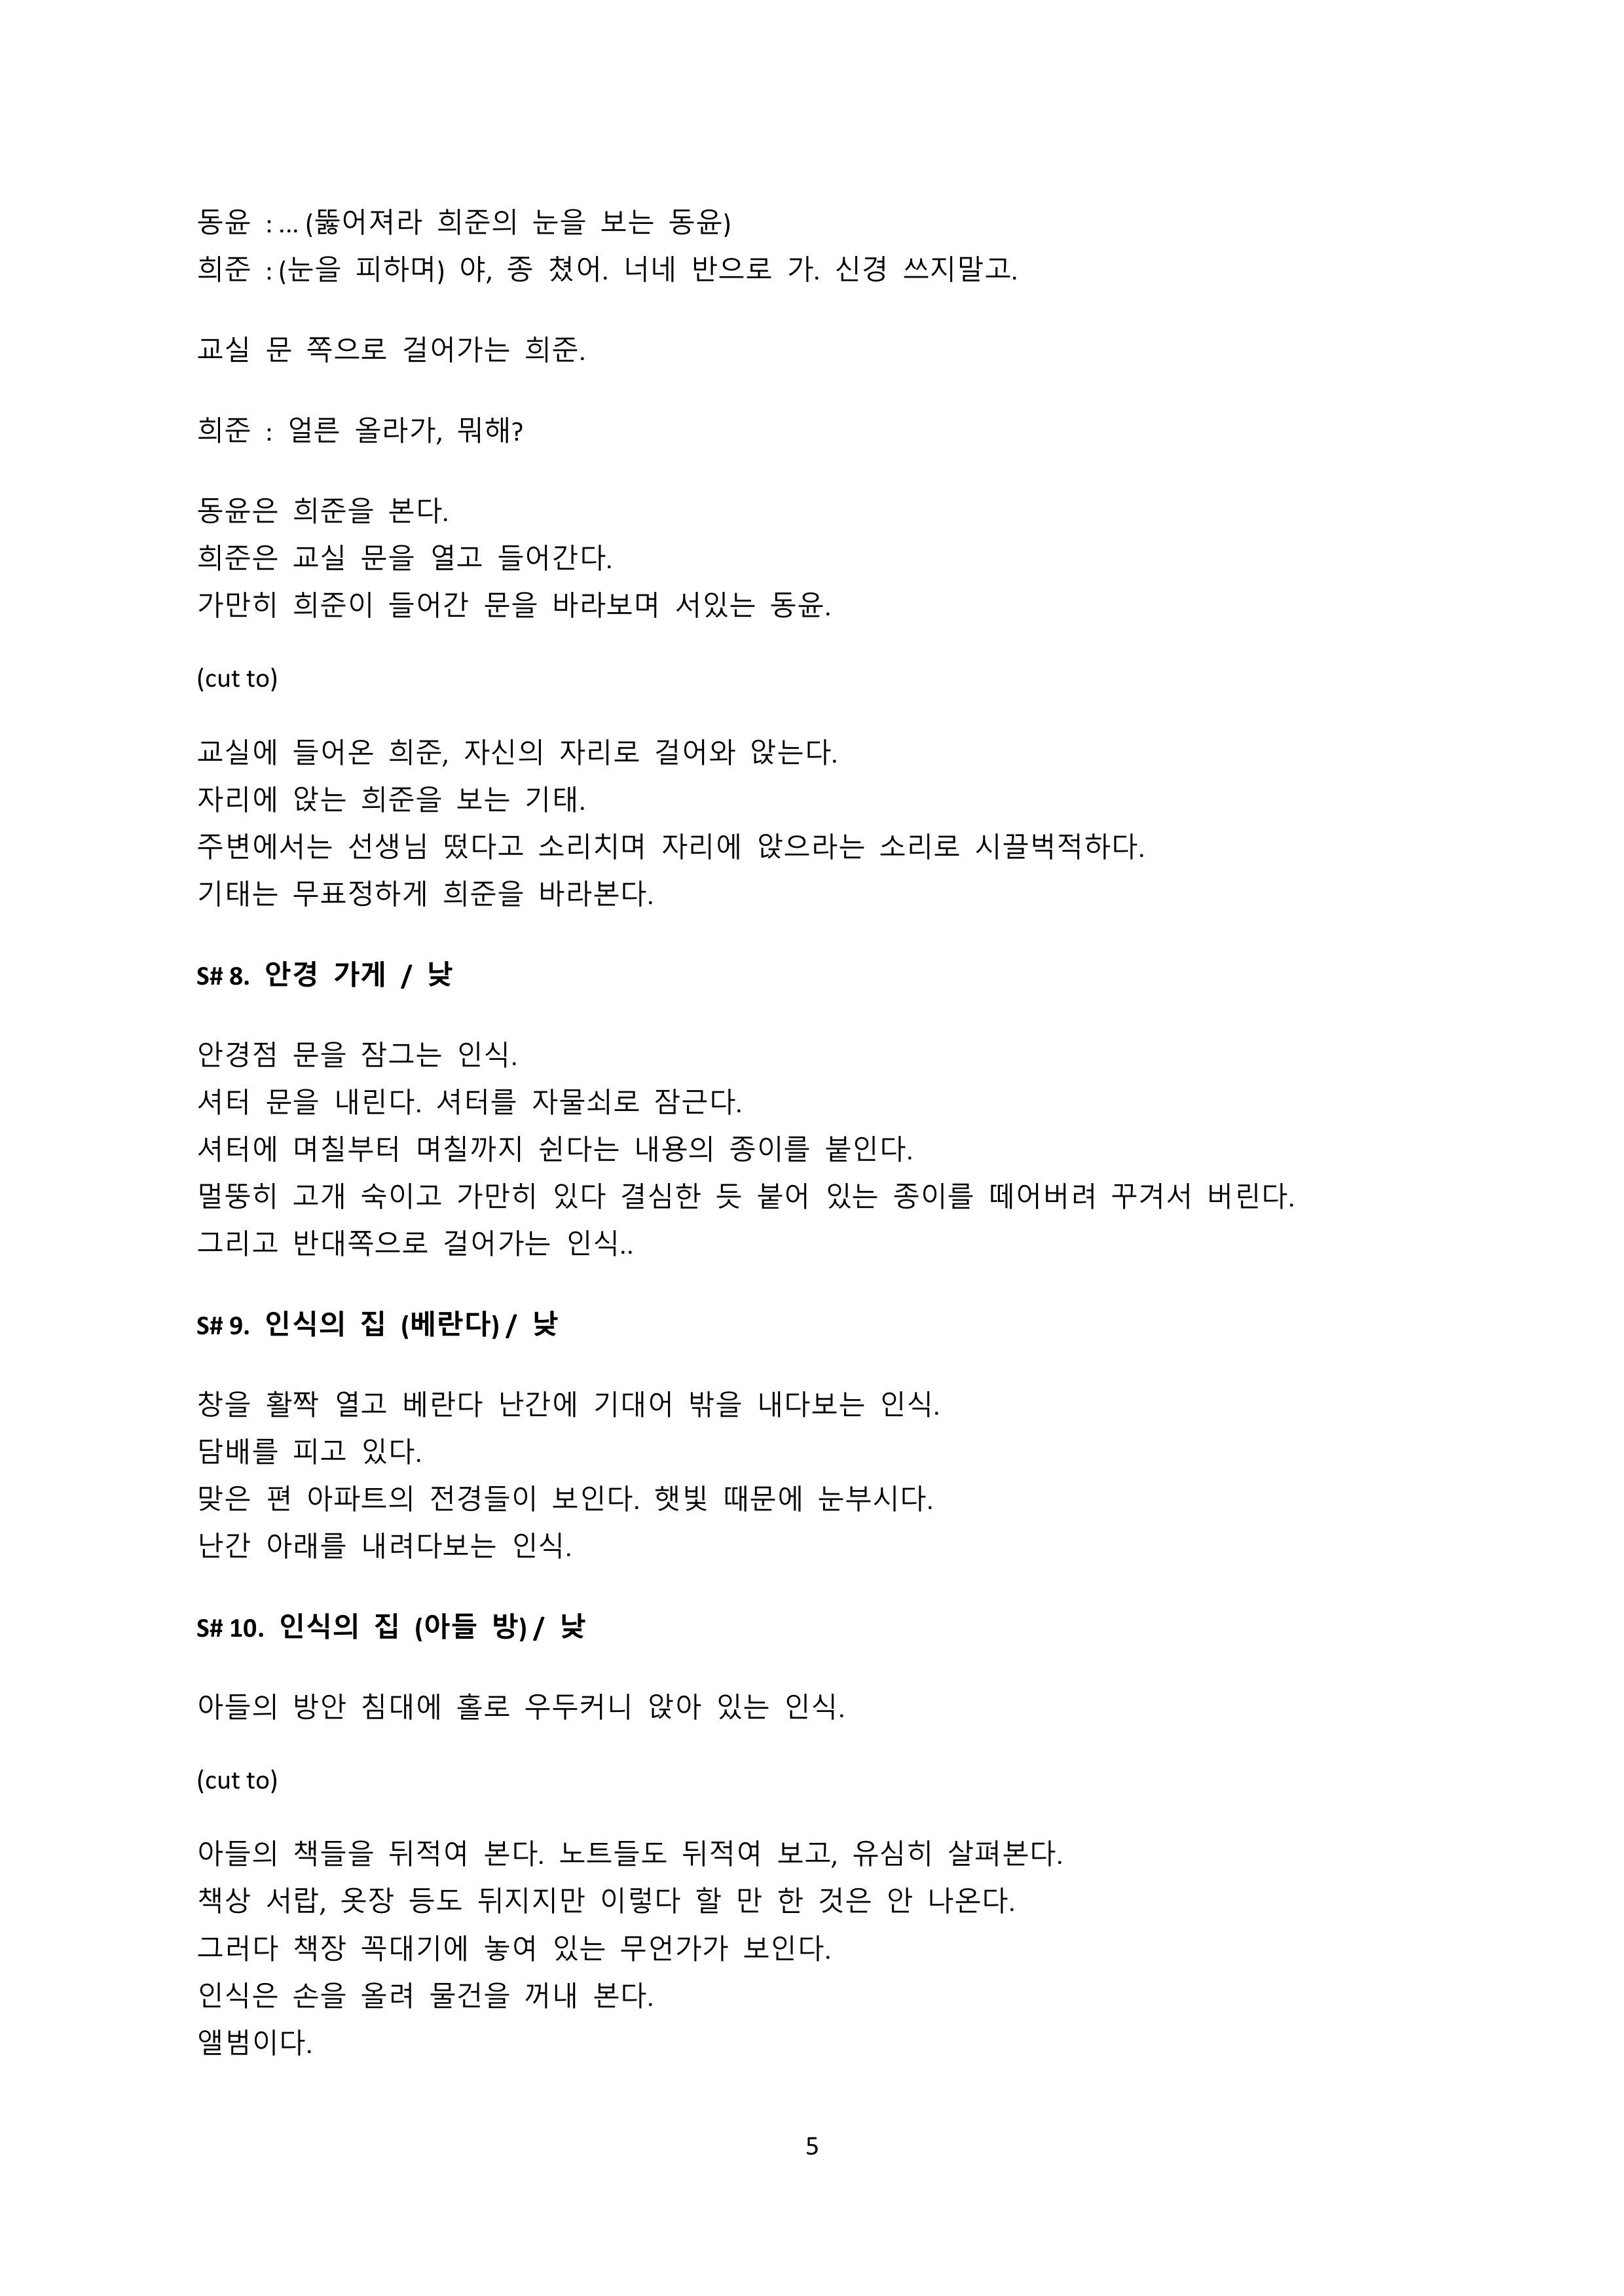 동윤 : ... (뚫어져라 희준의 눈을 보는 동윤)
희준 : (눈을 피하며) 야, 종 쳤어. 너네 반으로 가. 신경 쓰지말고.
교실 문 쪽으로 걸어가는 희준.
희준 : 얼른 올라가, 뭐해?
동윤은 희준을 본다.
희준은 교실 문을 열고 들어간다.
가만히 희준이 들어간 문을 바라보며 서있는 동윤.
(cut to)
교실에 들어온 희준, 자신의 자리로 걸어와 앉는다.
자리에 앉는 희준을 보는 기태.
주변에서는 선생님 떴다고 소리치며 자리에 앉으라는 소리로 시끌벅적하다.
기태는 무표정하게 희준을 바라본다.
S# 8. 안경 가게 / 낮
안경점 문을 잠그는 인식.
셔터 문을 내린다. 셔터를 자물쇠로 잠근다.
셔터에 며칠부터 며칠까지 쉰다는 내용의 종이를 붙인다.
멀뚱히 고개 숙이고 가만히 있다 결심한 듯 붙어 있는 종이를 떼어버려 꾸겨서 버린다.
그리고 반대쪽으로 걸어가는 인식..
S# 9. 인식의 집 (베란다) / 낮
창을 활짝 열고 베란다 난간에 기대어 밖을 내다보는 인식.
담배를 피고 있다.
맞은 편 아파트의 전경들이 보인다. 햇빛 때문에 눈부시다.
난간 아래를 내려다보는 인식.
S# 10. 인식의 집 (아들 방) / 낮
아들의 방안 침대에 홀로 우두커니 앉아 있는 인식.
(cut to)
아들의 책들을 뒤적여 본다. 노트들도 뒤적여 보고, 유심히 살펴본다.
책상 서랍, 옷장 등도 뒤지지만 이렇다 할 만 한 것은 안 나온다.
그러다 책장 꼭대기에 놓여 있는 무언가가 보인다.
인식은 손을 올려 물건을 꺼내 본다.
앨범이다.
5